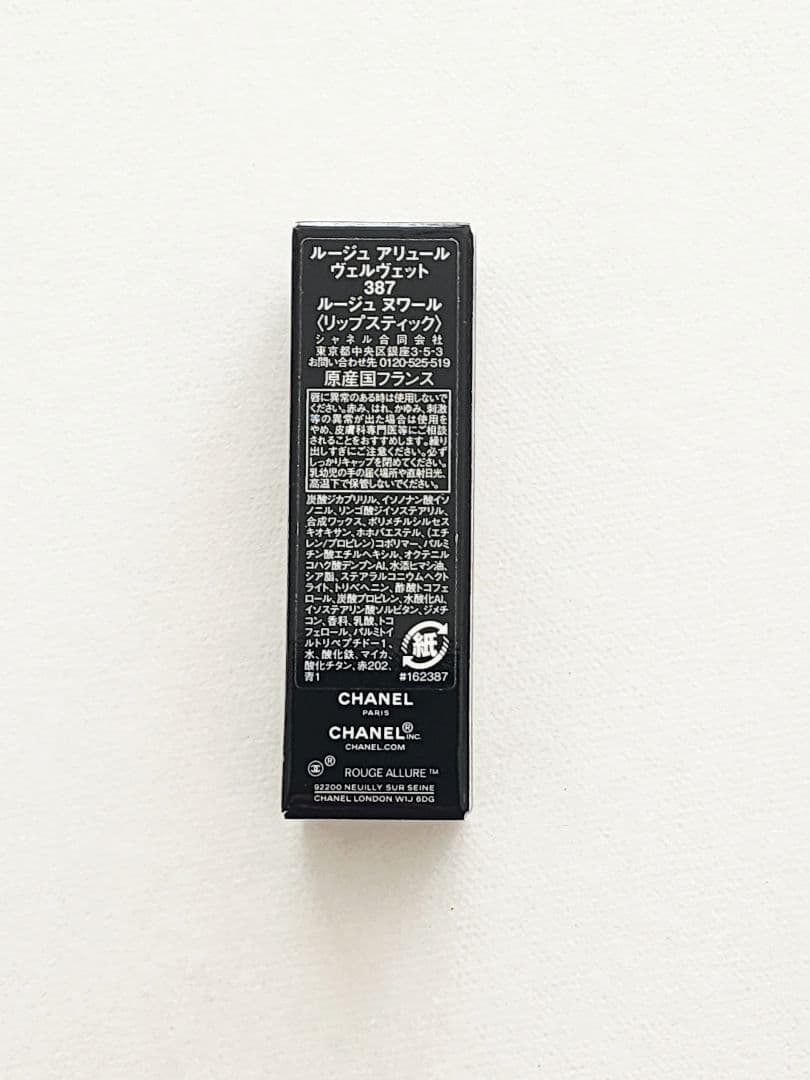 ルージュ アリュール
ヴェルヴェット
387
ルージュ ヌワール
〈リップスティック〉
シャネル合同会社
東京都中央区銀座3-5-3
お問い合わせ先 0120-525-519
原産国フランス
唇に異常のある時は使用しないで
ください。赤み、はれ、かゆみ、刺激
等の異常が出た場合は使用を
やめ、皮膚科専門医等にご相談
されることをおすすめします。繰り
出しすぎにご注意ください。必ず
しっかりキャップを閉めてください。
乳幼児の手の届く場所や直射日光、
高温下で保管しないでください。
炭酸ジカプリリル、イソノナン酸イソ
ノニル、リンゴ酸ジイソステアリル、
合成ワックス、ポリメチルシルセス
キオキサン、ホホバエステル、(エチ
レン/プロピレン)コポリマー、パルミ
チン酸エチルヘキシル、オクテニル
コハク酸デンプンAl、水添ヒマシ油、
シア脂、ステアラルコニウムヘクト
ライト、トリベヘニン、酢酸トコフェ
ロール、炭酸プロピレン、水酸化Al、
イソステアリン酸ソルビタン、ジメチ
コン、香料、乳酸、トコ
フェロール、パルミトイ
ルトリペプチド-1、
水、酸化鉄、マイカ、
酸化チタン、赤202、
青1
紙
#162387
CHANEL
PARIS
CHANEL® INC.
CHANEL.COM
® ROUGE ALLURE™
92200 NEUILLY SUR SEINE
CHANEL LONDON W1J 6DG